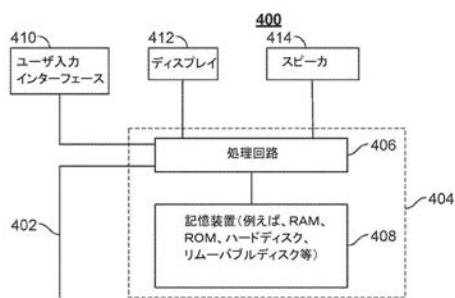 400
410
412
414
ユーザ入力
インターフェース
ディスプレイ
スピーカ
処理回路
406
402
404
記憶装置(例えば、RAM、
ROM、ハードディスク、
リムーバブルディスク等)
408